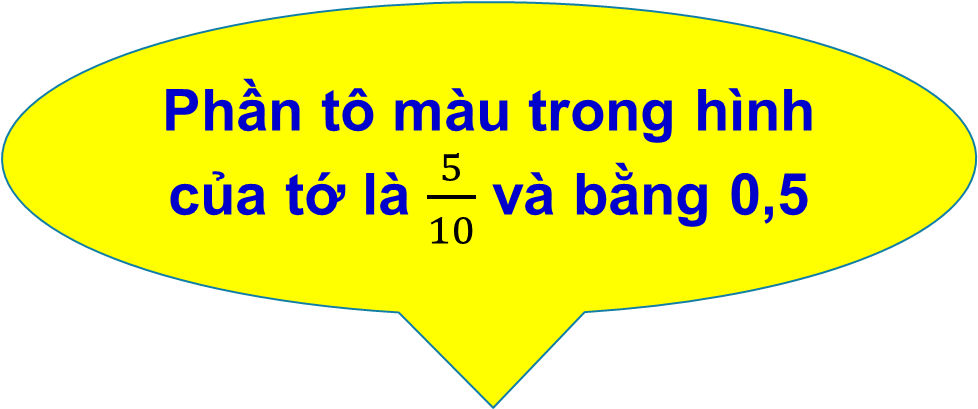 Phần tô màu trong hình
của tớ là 5/10 và bằng 0,5